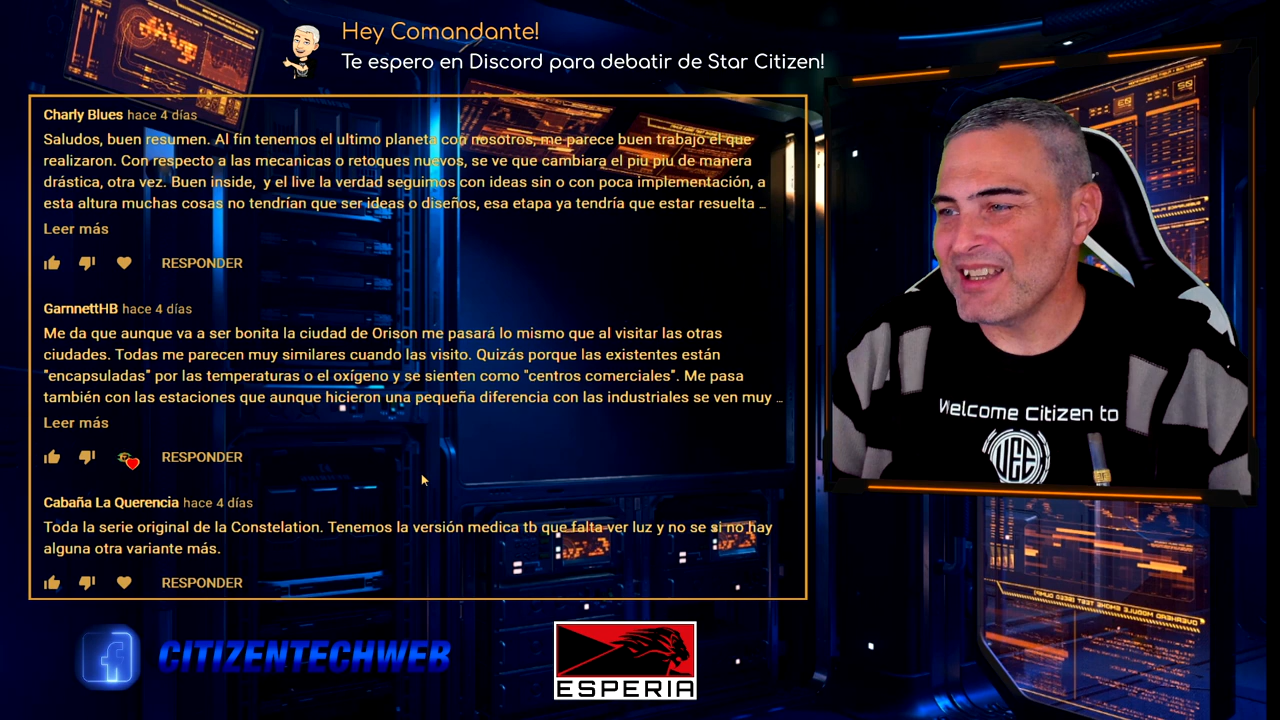 Hey Comandante!
Te espero en Discord para debatir de Star Citizen!
Charly Blues hace 4 días
Saludos, buen resumen. Al fin tenemos el ultimo planeta con nosotros, me parece buen trabajo el que
realizaron. Con respecto a las mecanicas o retoques nuevos, se ve que cambiara el piu piu de manera
drástica, otra vez. Buen inside, y el live la verdad seguimos con ideas sin o con poca implementación, a
esta altura muchas cosas no tendrían que ser ideas o diseños, esa etapa ya tendría que estar resuelta ...
Leer más
RESPONDER
GarnnettHB hace 4 días
Me da que aunque va a ser bonita la ciudad de Orison me pasará lo mismo que al visitar las otras
ciudades. Todas me parecen muy similares cuando las visito. Quizás porque las existentes están
"encapsuladas" por las temperaturas o el oxígeno y se sienten como "centros comerciales". Me pasa
también con las estaciones que aunque hicieron una pequeña diferencia con las industriales se ven muy ...
Leer más
RESPONDER
Cabaña La Querencia hace 4 días
Toda la serie original de la Constelation. Tenemos la versión medica tb que falta ver luz y no se si no hay
alguna otra variante más.
RESPONDER
Welcome Citizen to
UEE
CITIZENTECHWEB
ESPERIA